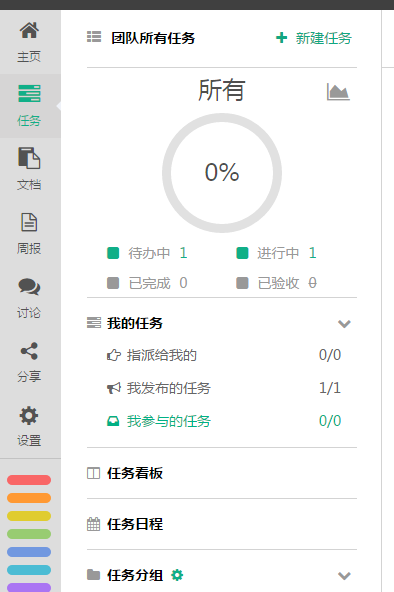 主页
任务
文档
周报
讨论
分享
设置
团队所有任务 新建任务
所有
0%
待办中 1 进行中 1
已完成 0 已验收 0
我的任务
指派给我的 0/0
我发布的任务 1/1
我参与的任务 0/0
任务看板
任务日程
任务分组